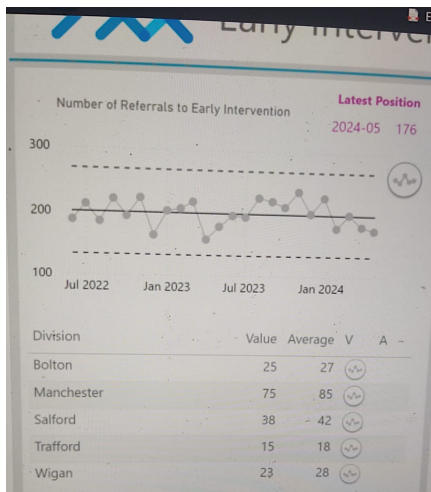 Early Interve
Number of Referrals to Early Intervention
Latest Position
2024-05 176
300
200
100
Jul 2022 Jan 2023 Jul 2023 Jan 2024
Division Value Average V A
Bolton 25 27
Manchester 75 85
Salford 38 42
Trafford 15 18
Wigan 23 28